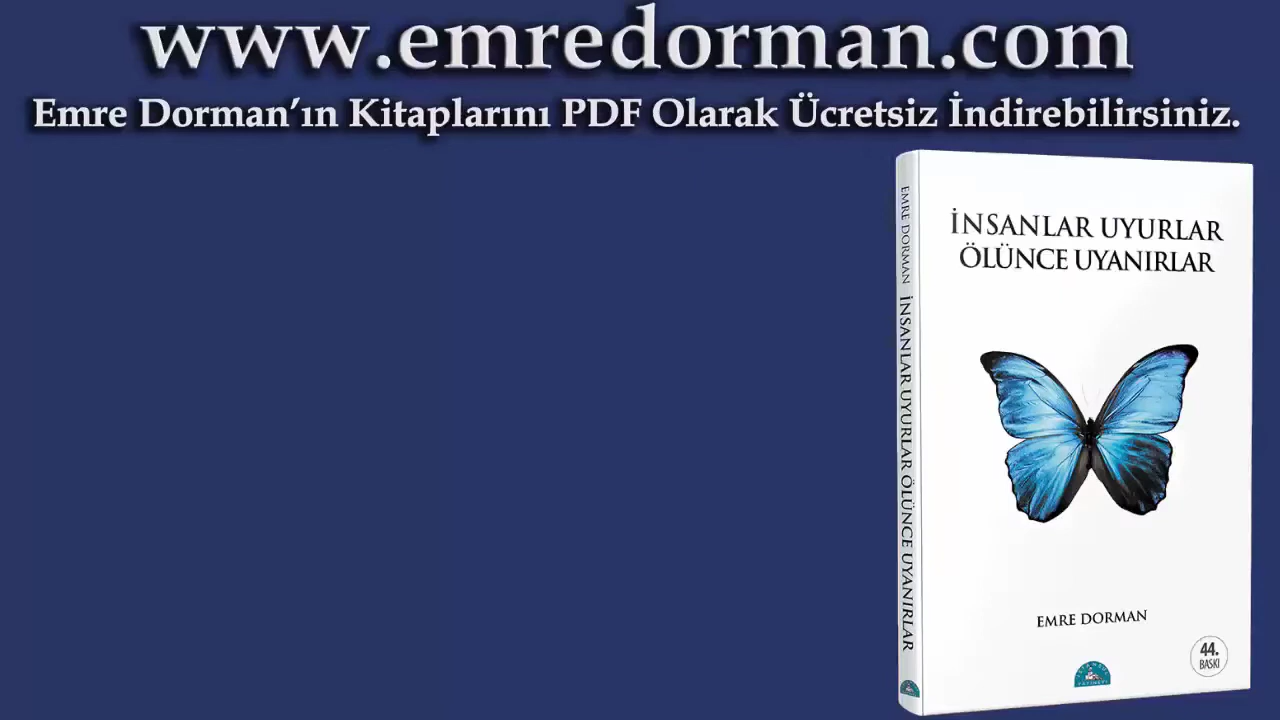 www.emredorman.com
Emre Dorman’ın Kitaplarını PDF Olarak Ücretsiz İndirebilirsiniz.
EMRE DORMAN İNSANLAR UYURLAR ÖLÜNCE UYANIRLAR
İNSANLAR UYURLAR
ÖLÜNCE UYANIRLAR
EMRE DORMAN
44.
BASKI